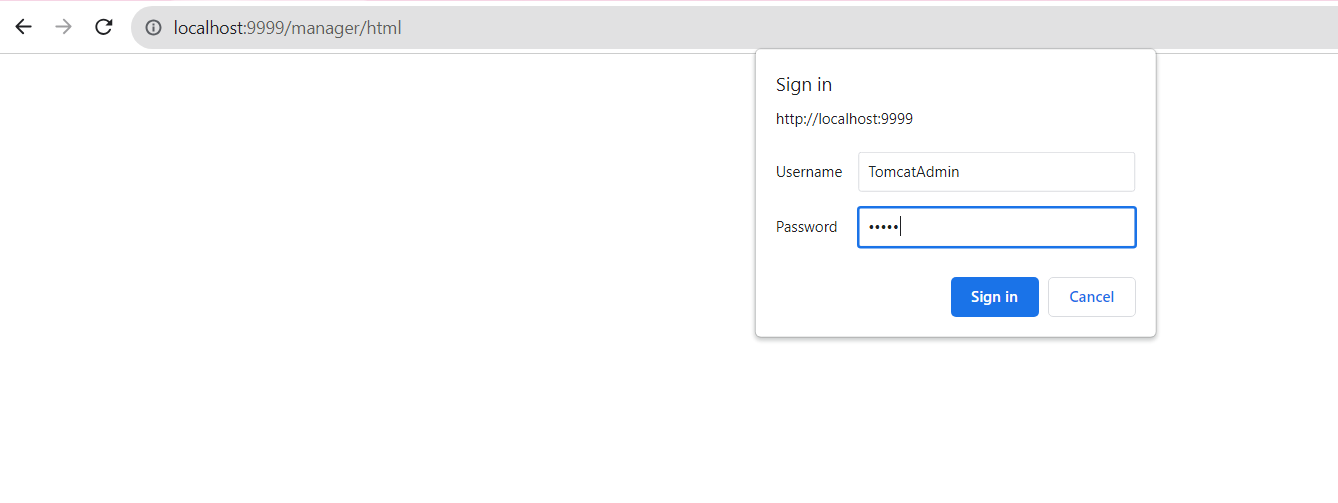 localhost:9999/manager/html
Sign in
http://localhost:9999
Username TomcatAdmin
Password •••••
Sign in Cancel